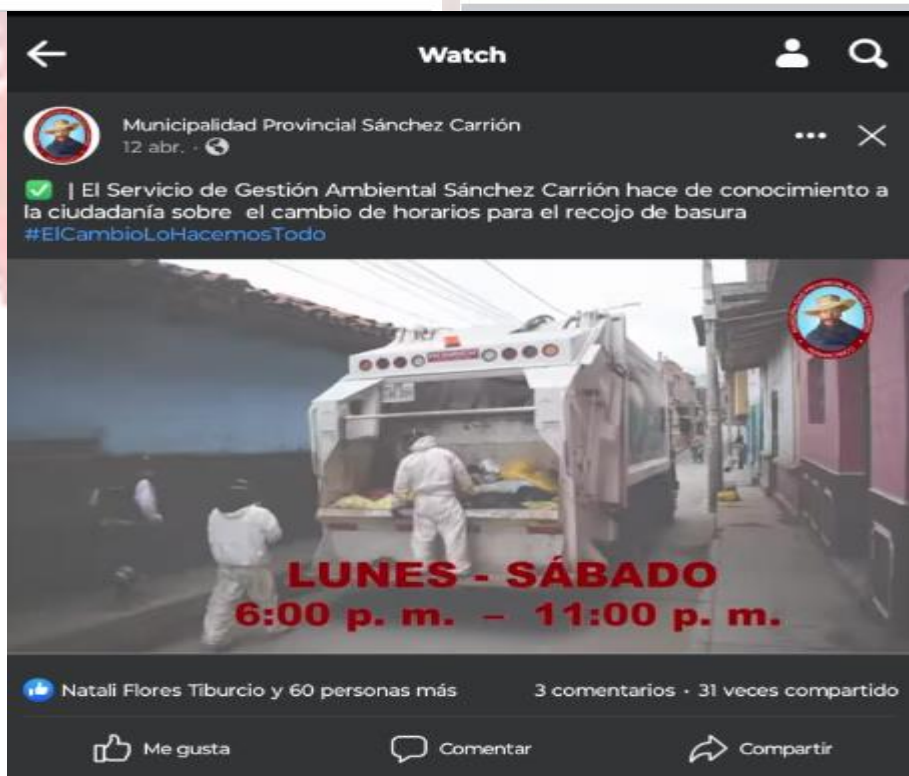 Watch
Municipalidad Provincial Sánchez Carrión
12 abr. ·
| El Servicio de Gestión Ambiental Sánchez Carrión hace de conocimiento a
la ciudadanía sobre el cambio de horarios para el recojo de basura
#ElCambioLoHacemosTodo
LUNES - SÁBADO
6:00 p. m. – 11:00 p. m.
Natali Flores Tiburcio y 60 personas más
3 comentarios · 31 veces compartido
Me gusta
Comentar
Compartir